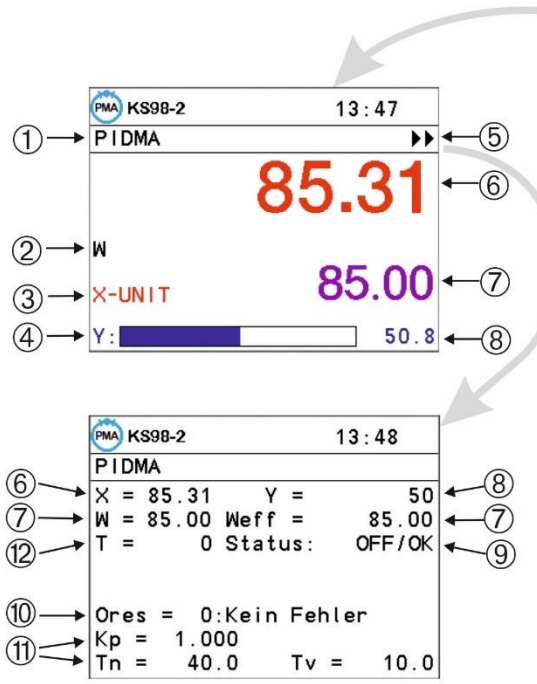 PMA KS98-2 13:47
① PIDMA ⑤
85.31 ⑥
② W
③ X-UNIT 85.00 ⑦
④ Y: 50.8 ⑧
PMA KS98-2 13:48
PIDMA
⑥ X = 85.31 Y = 50 ⑧
⑦ W = 85.00 Weff = 85.00 ⑦
⑫ T = 0 Status: OFF/OK ⑨
⑩ Ores = 0:Kein Fehler
⑪ Kp = 1.000
Tn = 40.0 Tv = 10.0